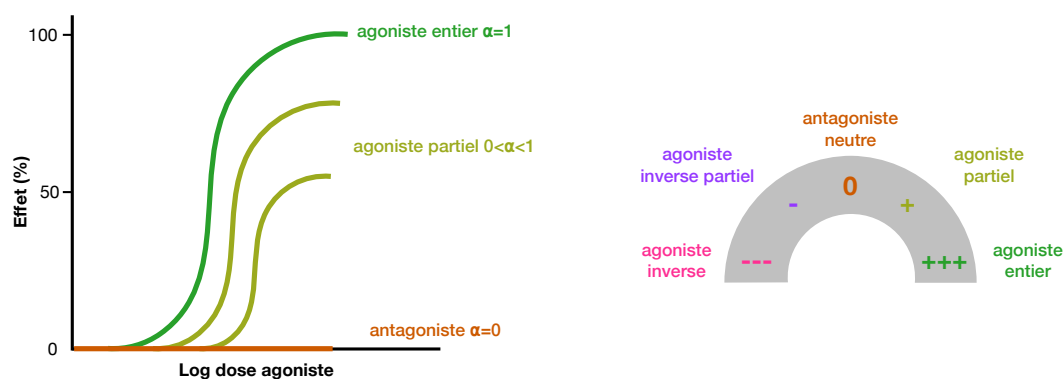 100
50
0
Effet (%)
agoniste entier α=1
agoniste partiel 0<α<1
antagoniste α=0
Log dose agoniste
antagoniste
neutre
agoniste
inverse partiel
agoniste
partiel
0
-
+
agoniste
inverse
---
+++
agoniste
entier